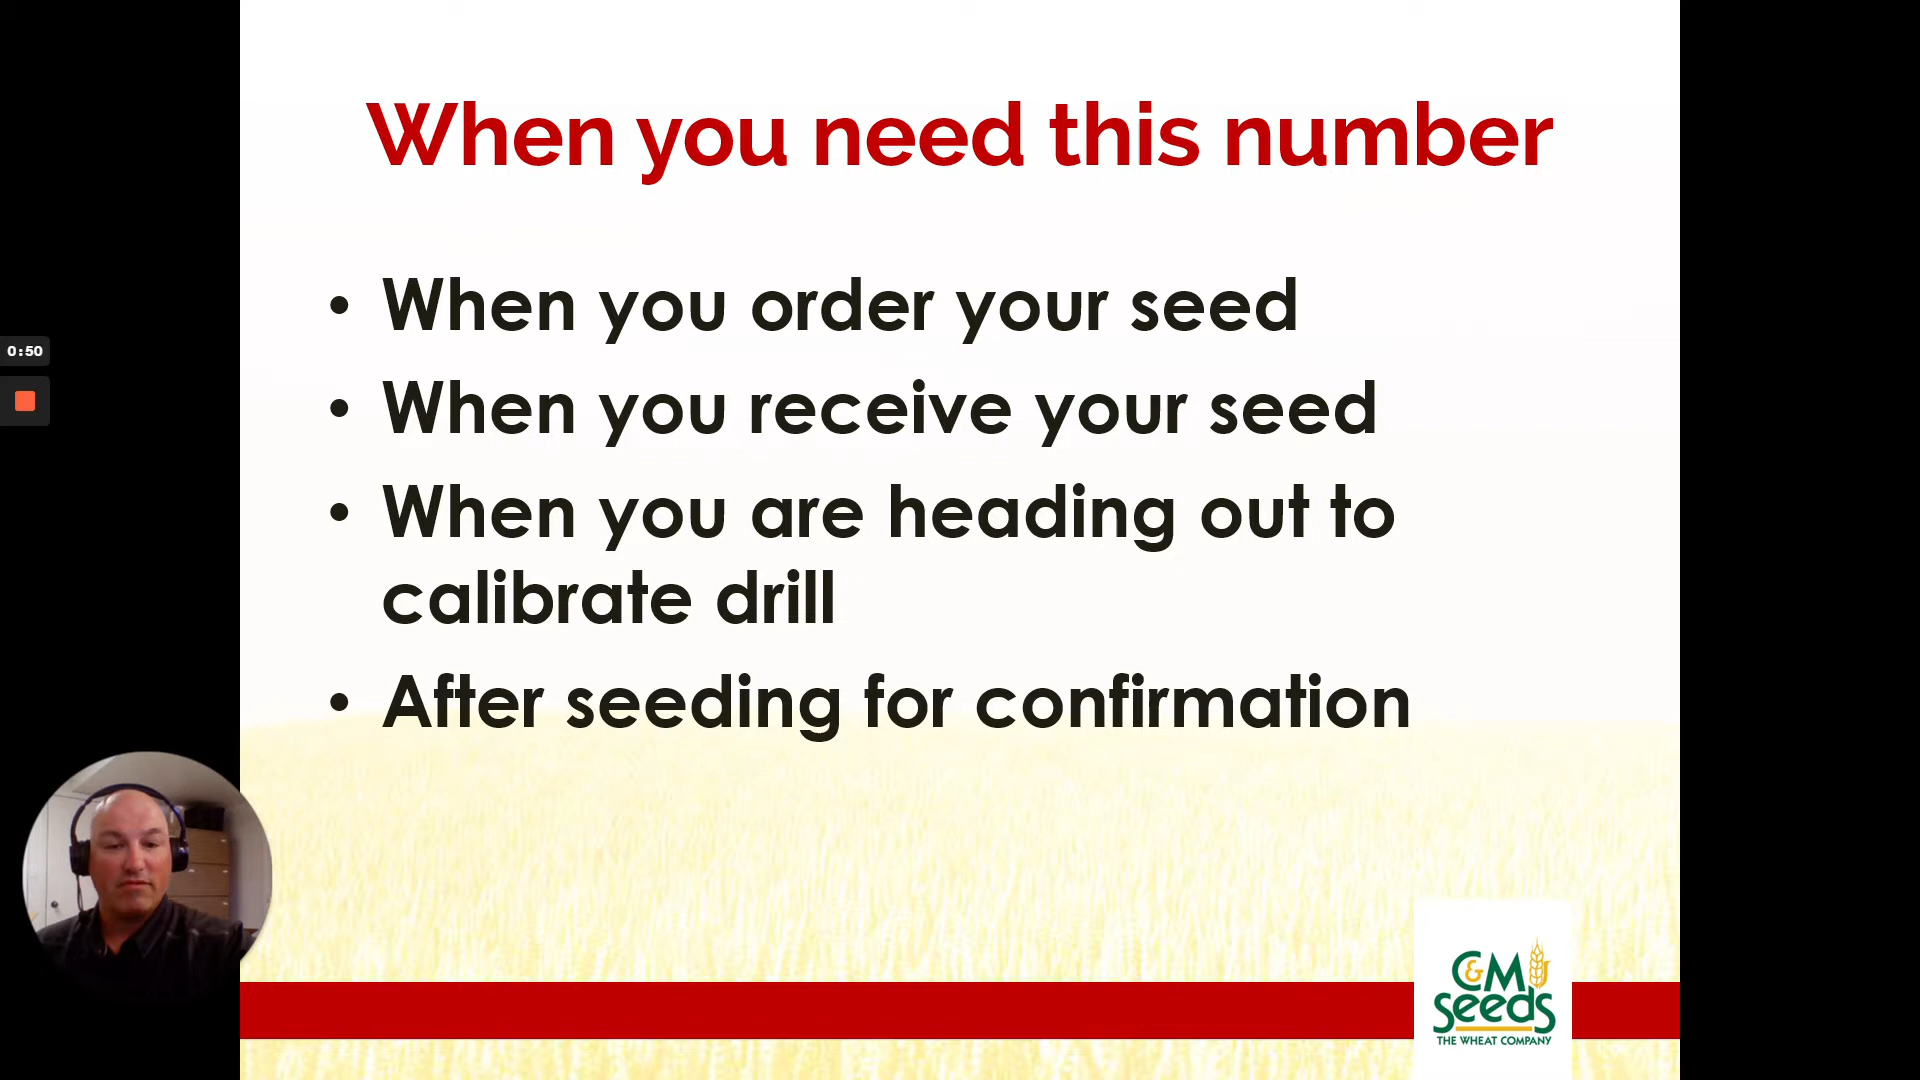 When you need this number
• When you order your seed
• When you receive your seed
• When you are heading out to
calibrate drill
• After seeding for confirmation
0:50
C&M
seeds
THE WHEAT COMPANY